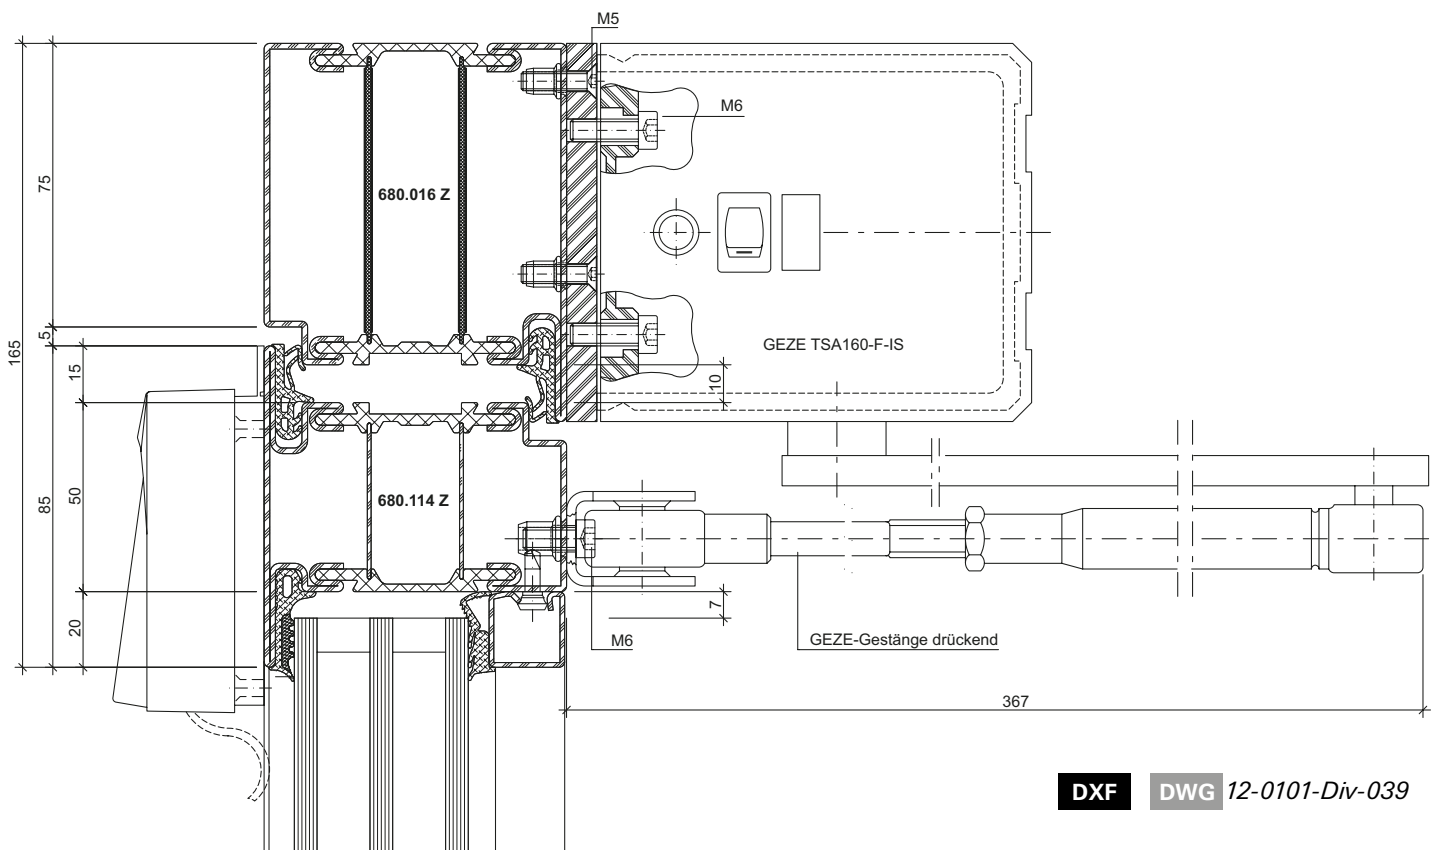 M5
M6
75
680.016 Z
165
5
GEZE TSA160-F-IS
15
10
85
50
680.114 Z
7
20
M6
GEZE-Gestänge drückend
367
DXF DWG 12-0101-Div-039